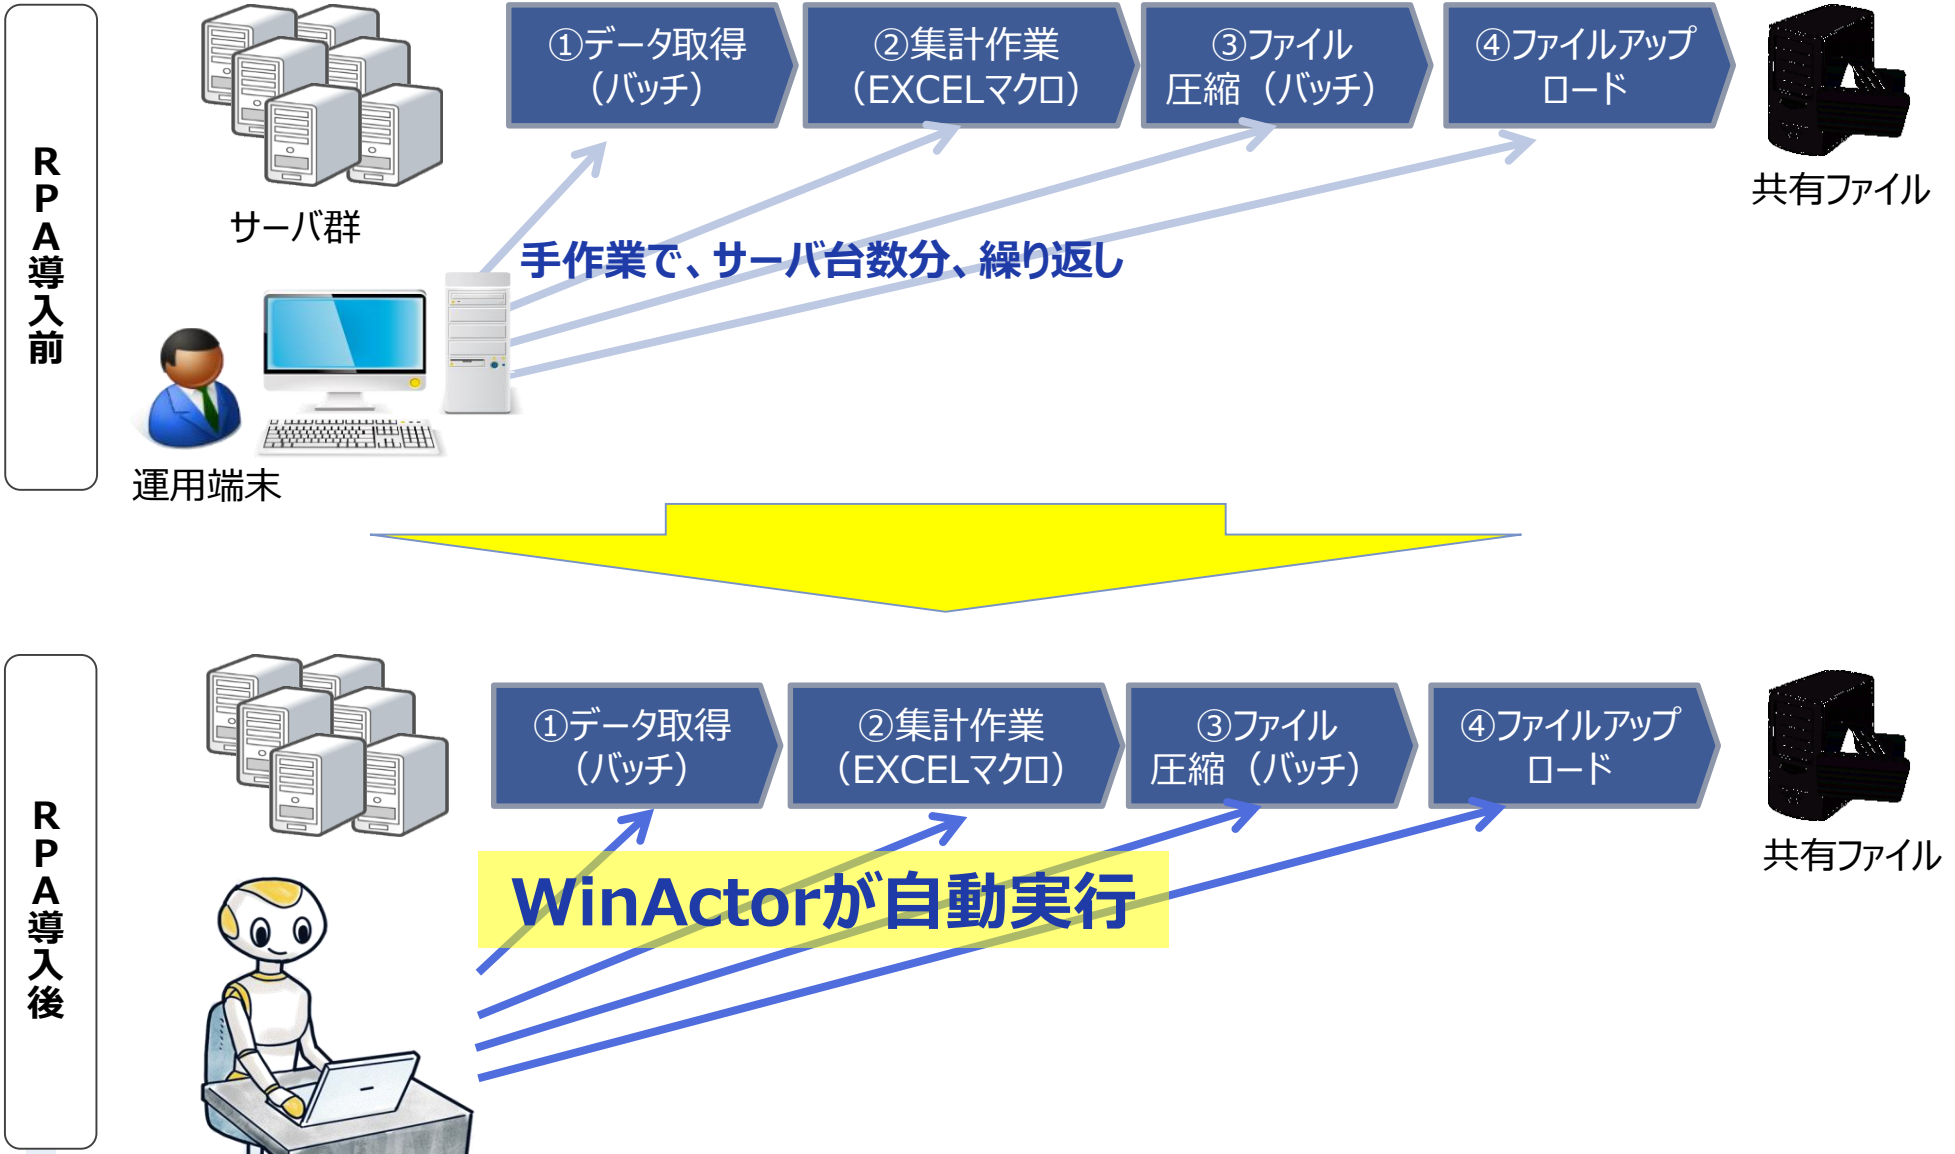 RPA導入前
①データ取得
（バッチ）
②集計作業
（EXCELマクロ）
③ファイル
圧縮（バッチ）
④ファイルアップ
ロード
共有ファイル
サーバ群
手作業で、サーバ台数分、繰り返し
運用端末
RPA導入後
①データ取得
（バッチ）
②集計作業
（EXCELマクロ）
③ファイル
圧縮（バッチ）
④ファイルアップ
ロード
共有ファイル
WinActorが自動実行